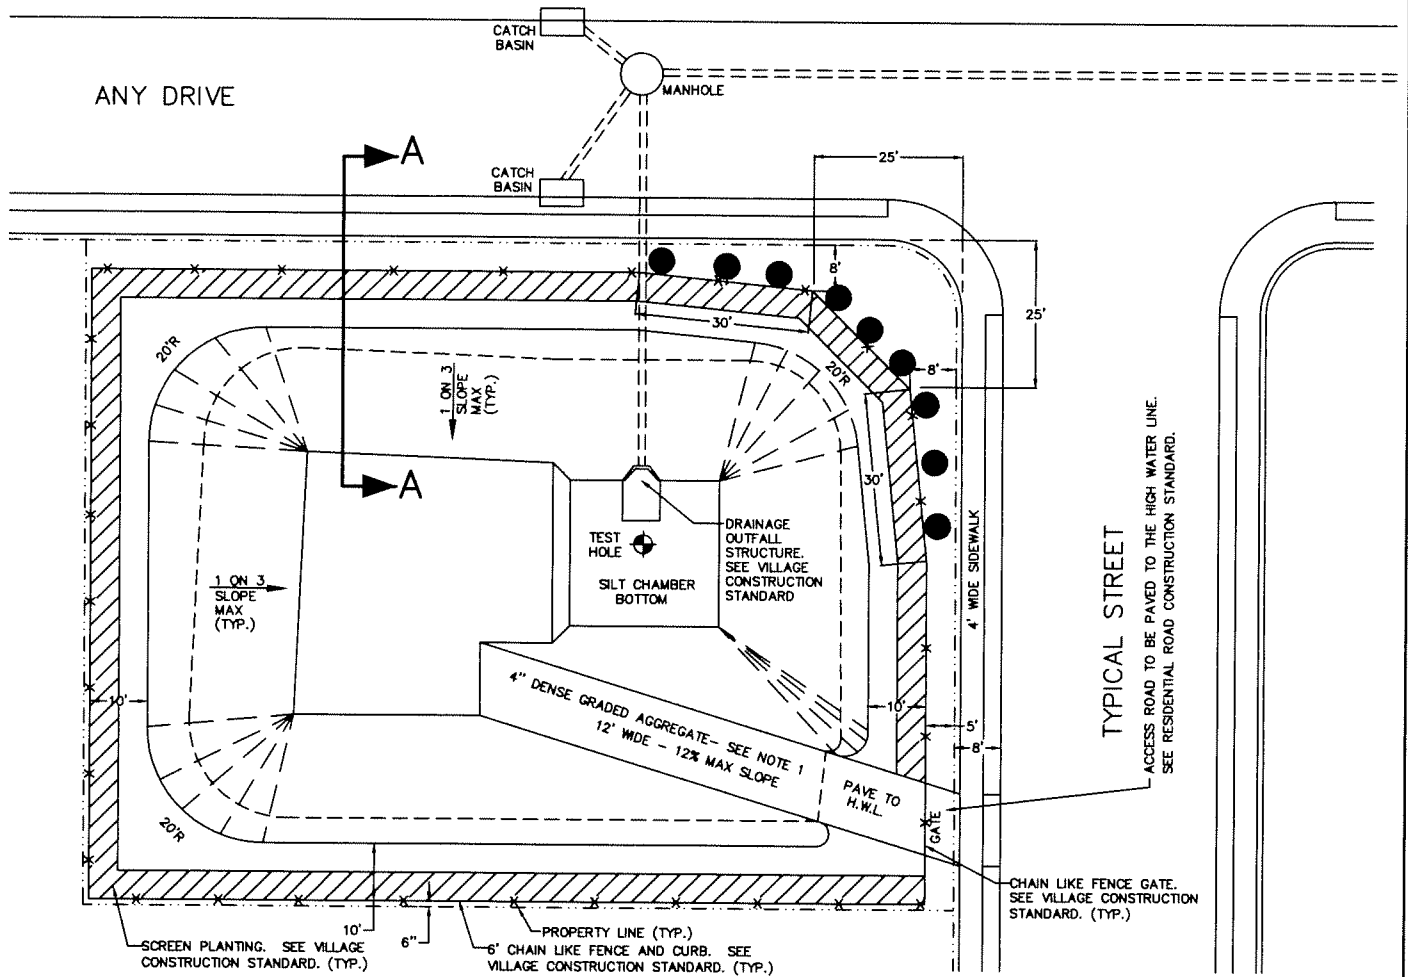 CATCH
BASIN
ANY DRIVE
MANHOLE
A
25'
CATCH
BASIN
8'
25'
30'
20'R
1 ON 3
SLOPE
MAX
(TYP.)
20'R
8'
A
30'
DRAINAGE
OUTFALL
STRUCTURE.
SEE VILLAGE
CONSTRUCTION
STANDARD
TEST
HOLE
SILT CHAMBER
BOTTOM
1 ON 3
SLOPE
MAX
(TYP.)
4' WIDE SIDEWALK
TYPICAL STREET
ACCESS ROAD TO BE PAVED TO THE HIGH WATER LINE.
SEE RESIDENTIAL ROAD CONSTRUCTION STANDARD.
10'
4" DENSE GRADED AGGREGATE- SEE NOTE 1
12' WIDE - 12% MAX SLOPE
10'
5'
8'
PAVE TO
H.W.L.
GATE
20'R
CHAIN LIKE FENCE GATE.
SEE VILLAGE CONSTRUCTION
STANDARD. (TYP.)
10'
6"
PROPERTY LINE (TYP.)
SCREEN PLANTING. SEE VILLAGE
CONSTRUCTION STANDARD. (TYP.)
6' CHAIN LIKE FENCE AND CURB. SEE
VILLAGE CONSTRUCTION STANDARD. (TYP.)